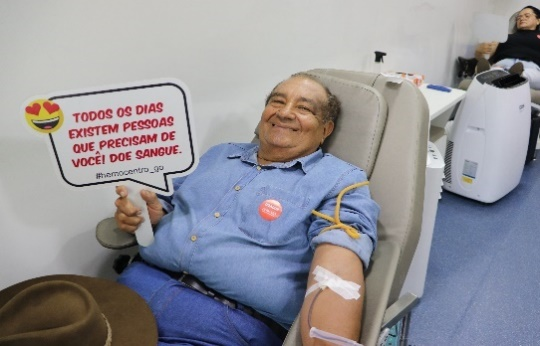 TODOS OS DIAS
EXISTEM PESSOAS
QUE PRECISAM DE
VOCÊ! DOE SANGUE.
#hemocentro_go